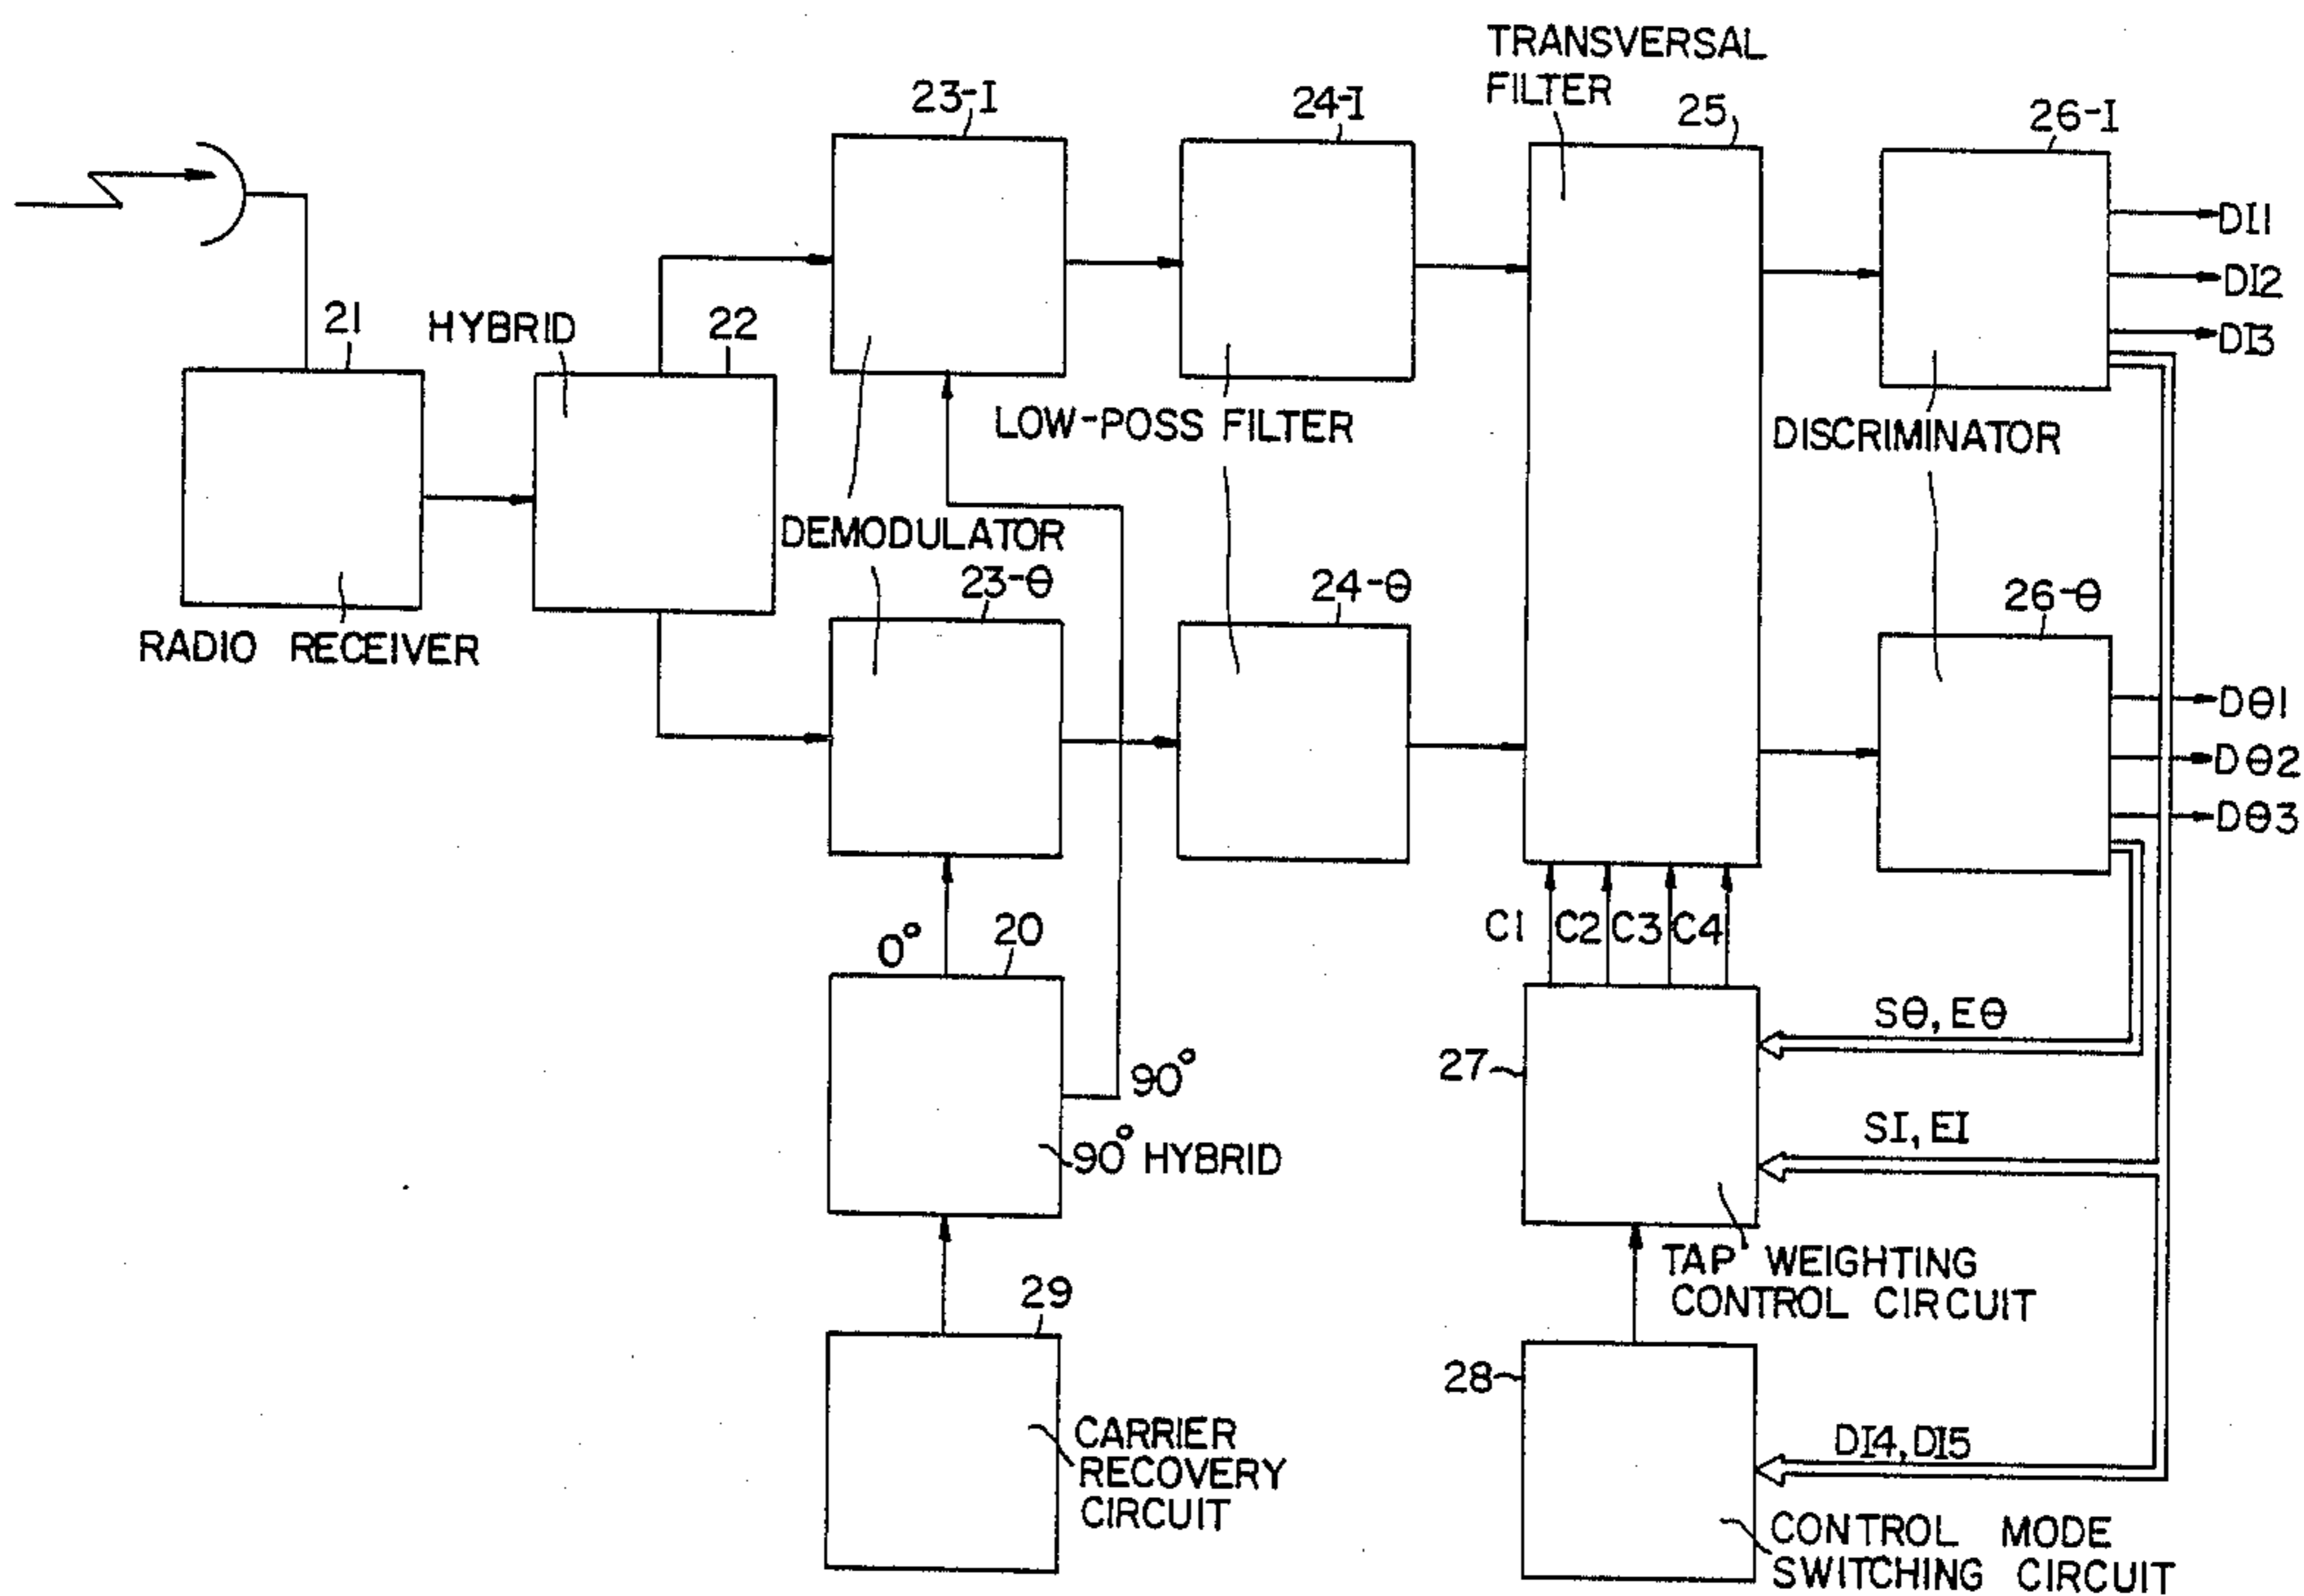 TRANSVERSAL
FILTER
23-I
24-I
25
26-I
DI1
DI2
DI3
21
HYBRID
22
LOW-POSS FILTER
DISCRIMINATOR
DEMODULATOR
23-Θ
24-Θ
26-Θ
RADIO RECEIVER
DΘ1
DΘ2
DΘ3
C1
C2
C3
C4
0°
20
SΘ, EΘ
27
90°
SI, EI
90° HYBRID
TAP WEIGHTING
CONTROL CIRCUIT
29
28
CARRIER
RECOVERY
CIRCUIT
DI4, DI5
CONTROL MODE
SWITCHING CIRCUIT